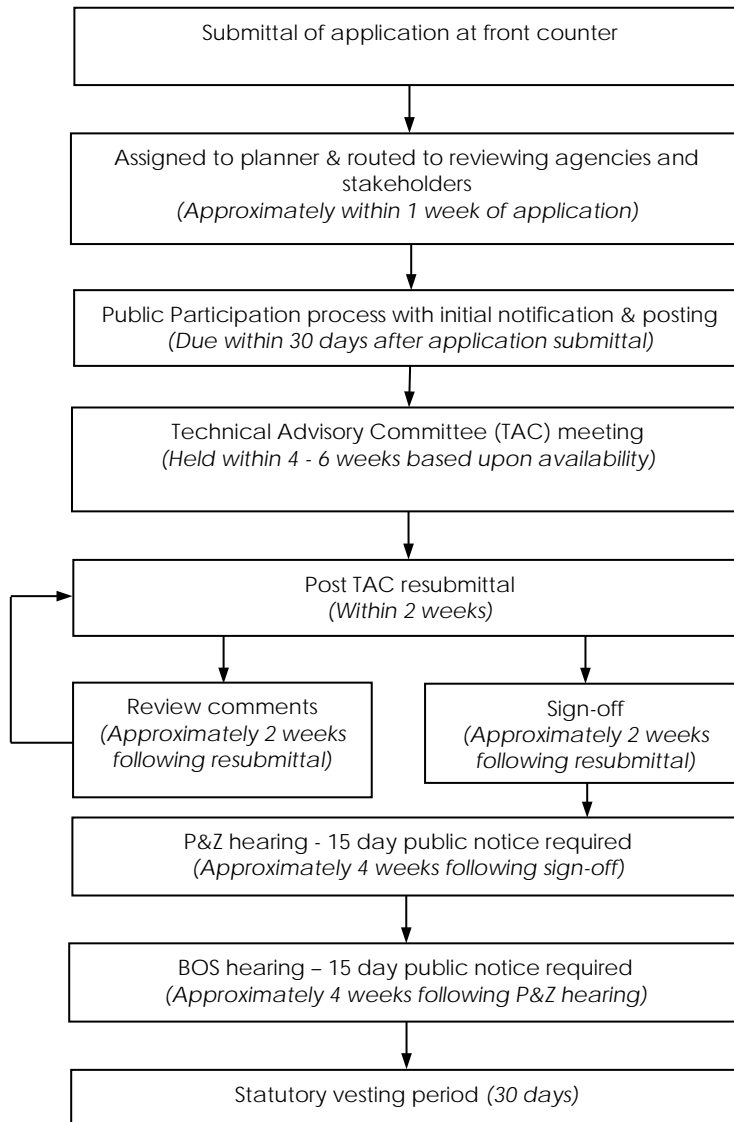 Submittal of application at front counter
Assigned to planner & routed to reviewing agencies and
stakeholders
(Approximately within 1 week of application)
Public Participation process with initial notification & posting
(Due within 30 days after application submittal)
Technical Advisory Committee (TAC) meeting
(Held within 4 - 6 weeks based upon availability)
Post TAC resubmittal
(Within 2 weeks)
Review comments
(Approximately 2 weeks
following resubmittal)
Sign-off
(Approximately 2 weeks
following resubmittal)
P&Z hearing - 15 day public notice required
(Approximately 4 weeks following sign-off)
BOS hearing – 15 day public notice required
(Approximately 4 weeks following P&Z hearing)
Statutory vesting period (30 days)